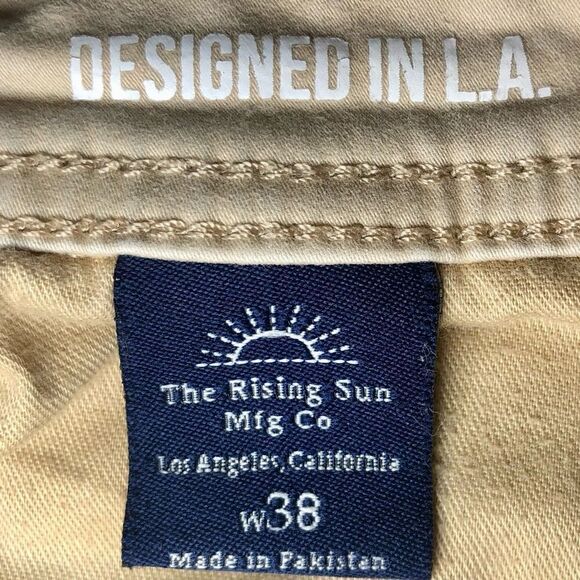 DESIGNED IN L.A.
The Rising Sun
Mfg Co
Los Angeles, California
W38
Made in Pakistan